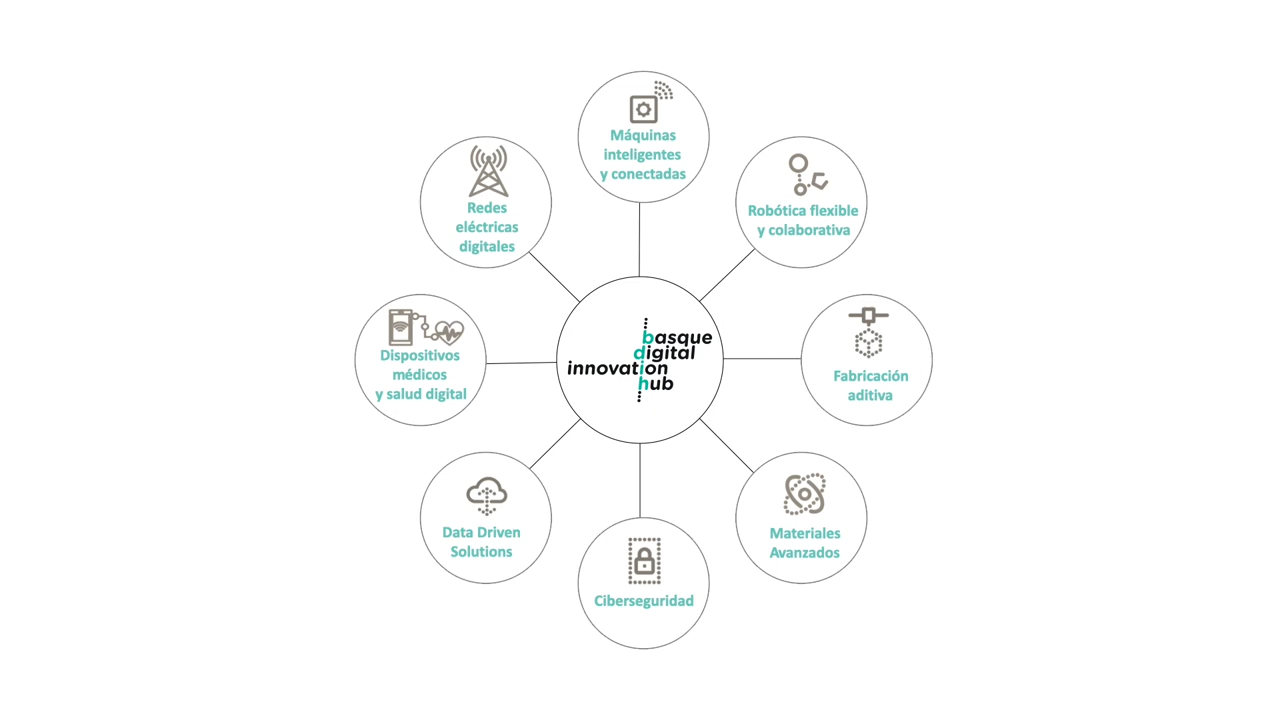 Máquinas
inteligentes
y conectadas
Robótica flexible
y colaborativa
Fabricación
aditiva
Materiales
Avanzados
Ciberseguridad
Data Driven
Solutions
Dispositivos
médicos
y salud digital
Redes
eléctricas
digitales
basque
digital
innovation
hub